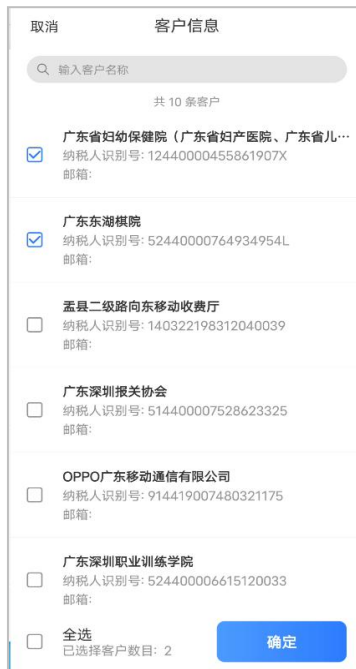 取消 客户信息
输入客户名称
共 10 条客户
广东省妇幼保健院（广东省妇产医院、广东省儿…
纳税人识别号: 12440000455861907X
邮箱:
广东东湖棋院
纳税人识别号: 52440000764934954L
邮箱:
盂县二级路向东移动收费厅
纳税人识别号: 140322198312040039
邮箱:
广东深圳报关协会
纳税人识别号: 514400007528623325
邮箱:
OPPO广东移动通信有限公司
纳税人识别号: 914419007480321175
邮箱:
广东深圳职业训练学院
纳税人识别号: 524400006615120033
邮箱:
全选
已选择客户数目: 2
确定